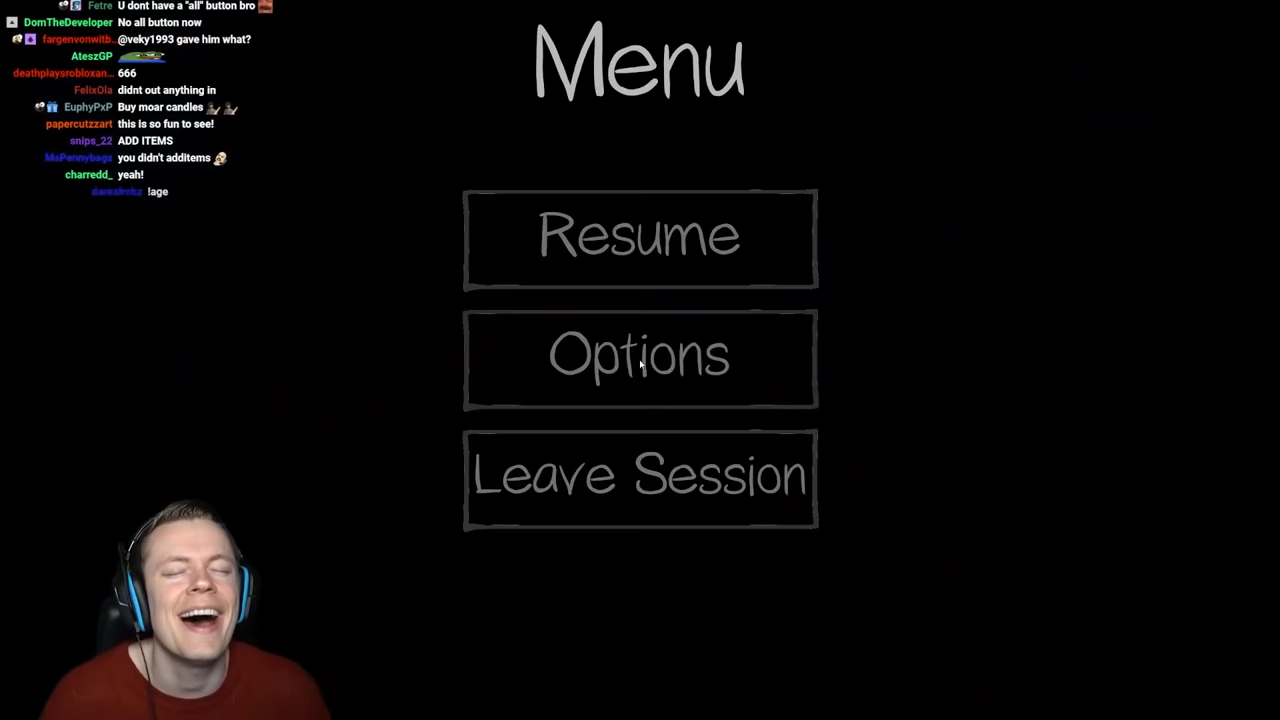 Fetre U dont have a "all" button bro
DomTheDeveloper No all button now
fargenvonwitb... @veky1993 gave him what?
AteszGP
deathplaysrobloxan... 666
FelixOla didnt out anything in
EuphyPxP Buy moar candles
papercutzzart this is so fun to see!
snips_22 ADD ITEMS
MsPennybags you didn't additems
charredd_ yeah!
!age
Menu
Resume
Options
Leave Session